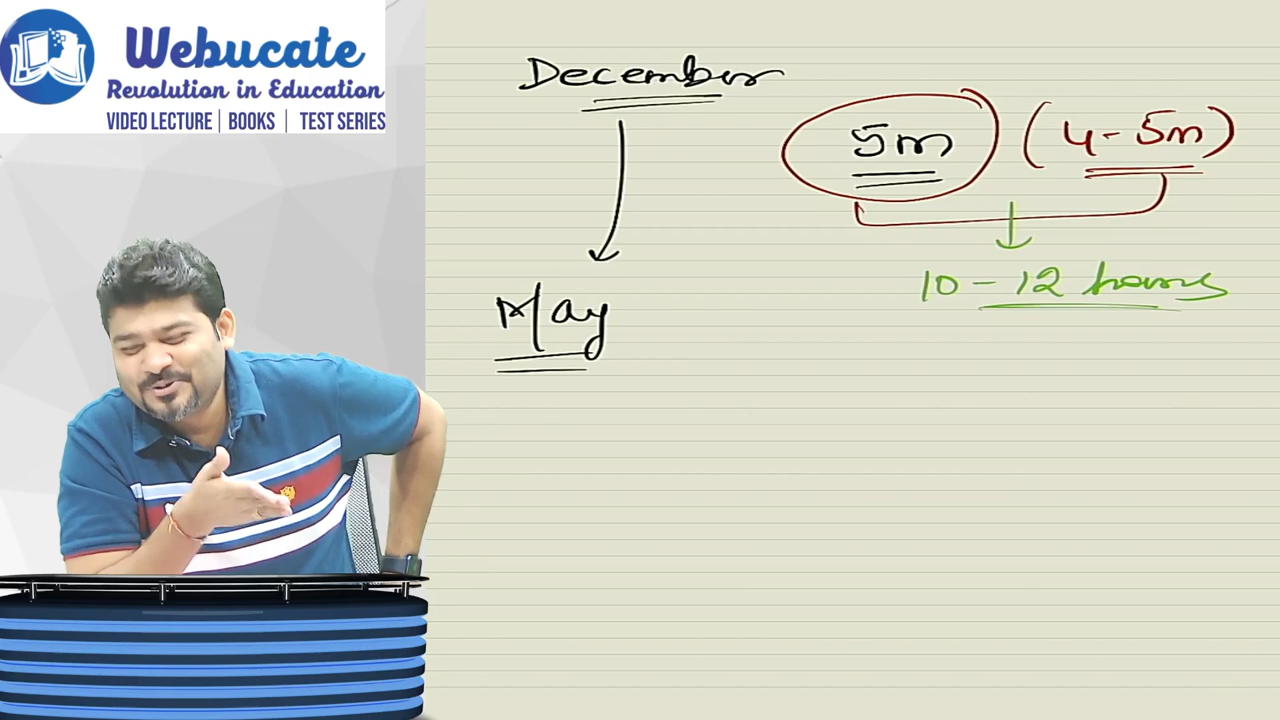 Webucate
Revolution in Education
VIDEO LECTURE | BOOKS | TEST SERIES
December
5m (4-5m)
10-12 hours
May